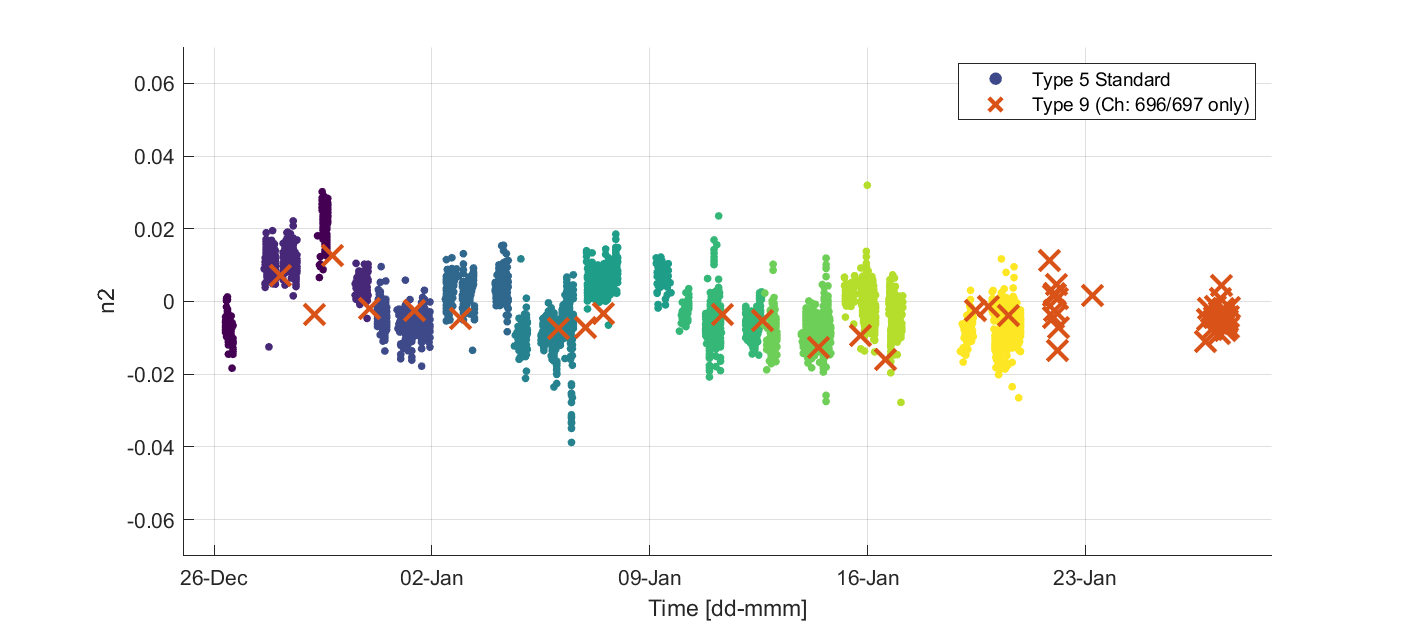 Type 5 Standard
Type 9 (Ch: 696/697 only)
0.06
0.04
0.02
0
-0.02
-0.04
-0.06
n2
26-Dec
02-Jan
09-Jan
16-Jan
23-Jan
Time [dd-mmm]